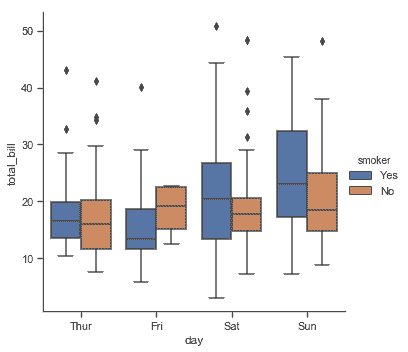 50
40
30
20
10
total_bill
Thur Fri Sat Sun
day
smoker
Yes
No